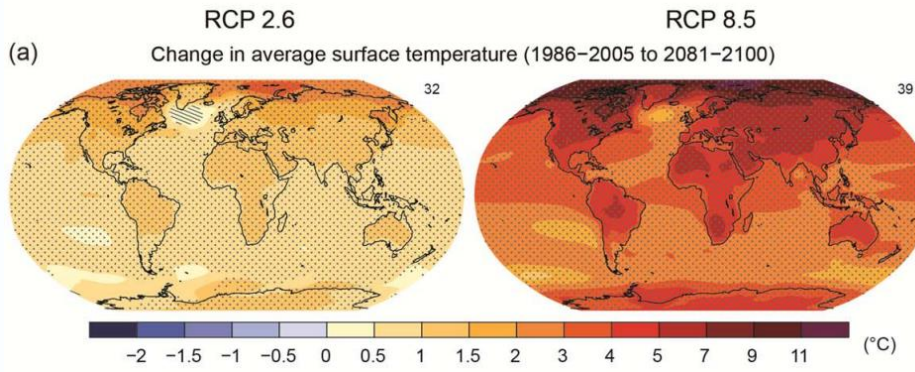 RCP 2.6 RCP 8.5
(a) Change in average surface temperature (1986−2005 to 2081−2100)
32 39
−2 −1.5 −1 −0.5 0 0.5 1 1.5 2 3 4 5 7 9 11 (°C)